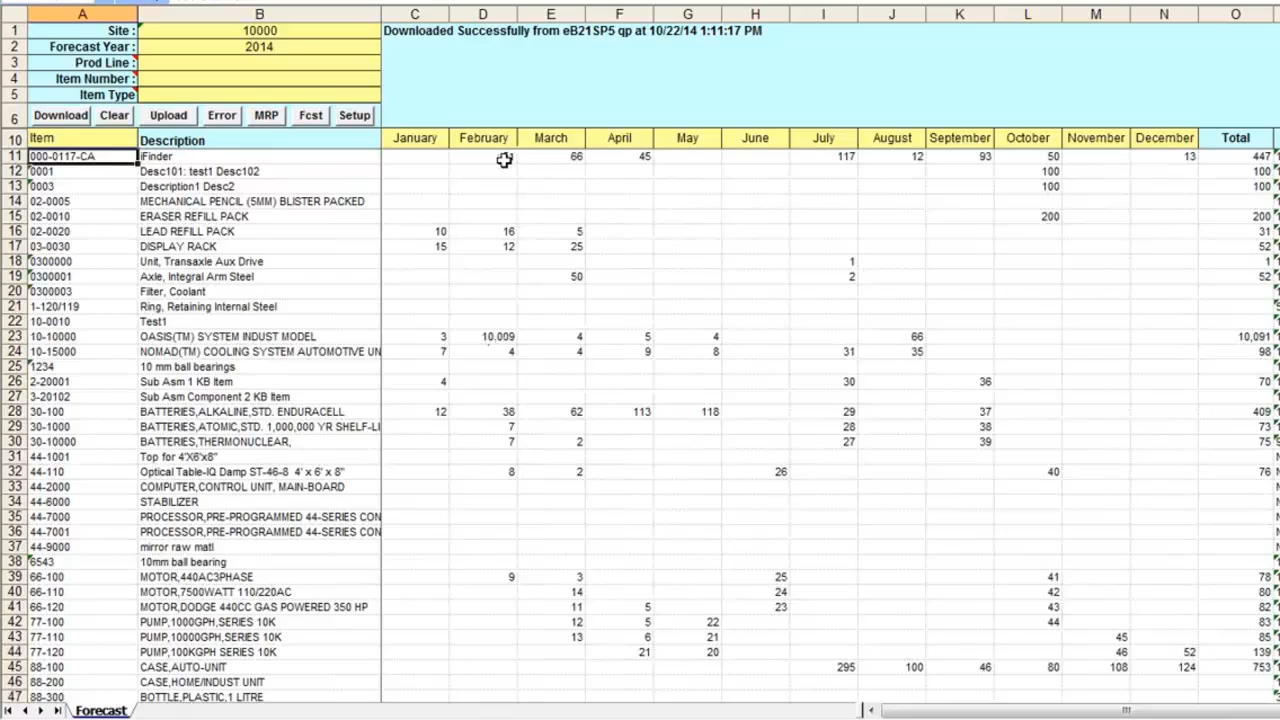 A B C D E F G H I J K L M N O
1 Site : 10000 Downloaded Successfully from eB21SP5 qp at 10/22/14 1:11:17 PM
2 Forecast Year : 2014
3 Prod Line :
4 Item Number :
5 Item Type
6 Download Clear Upload Error MRP Fcst Setup
10 Item Description January February March April May June July August September October November December Total
11 000-0117-CA iFinder 66 45 117 12 93 50 13 447
12 0001 Desc101: test1 Desc102 100 100
13 0003 Description1 Desc2 100 100
14 02-0005 MECHANICAL PENCIL (5MM) BLISTER PACKED
15 02-0010 ERASER REFILL PACK 200 200
16 02-0020 LEAD REFILL PACK 10 16 5 31
17 03-0030 DISPLAY RACK 15 12 25 52
18 0300000 Unit, Transaxle Aux Drive 1 1
19 0300001 Axle, Integral Arm Steel 50 2 52
20 0300003 Filter, Coolant
21 1-120/119 Ring, Retaining Internal Steel
22 10-0010 Test1
23 10-10000 OASIS(TM) SYSTEM INDUST MODEL 3 10,009 4 5 4 66 10,091
24 10-15000 NOMAD(TM) COOLING SYSTEM AUTOMOTIVE UN 7 4 4 9 8 31 35 98
25 1234 10 mm ball bearings
26 2-20001 Sub Asm 1 KB Item 4 30 36 70
27 3-20102 Sub Asm Component 2 KB Item
28 30-100 BATTERIES,ALKALINE,STD. ENDURACELL 12 38 62 113 118 29 37 409
29 30-1000 BATTERIES,ATOMIC,STD. 1,000,000 YR SHELF-LI 7 28 38 73
30 30-10000 BATTERIES,THERMONUCLEAR, 7 2 27 39 75
31 44-1001 Top for 4'X6'x8"
32 44-110 Optical Table-IQ Damp ST-46-8 4' x 6' x 8" 8 2 26 40 76
33 44-2000 COMPUTER,CONTROL UNIT, MAIN-BOARD
34 44-6000 STABILIZER
35 44-7000 PROCESSOR,PRE-PROGRAMMED 44-SERIES CON
36 44-7001 PROCESSOR,PRE-PROGRAMMED 44-SERIES CON
37 44-9000 mirror raw matl
38 6543 10mm ball bearing
39 66-100 MOTOR,440AC3PHASE 9 3 25 41 78
40 66-110 MOTOR,7500WATT 110/220AC 14 24 42 80
41 66-120 MOTOR,DODGE 440CC GAS POWERED 350 HP 11 5 23 43 82
42 77-100 PUMP,1000GPH,SERIES 10K 12 5 22 44 83
43 77-110 PUMP,10000GPH,SERIES 10K 13 6 21 45 85
44 77-120 PUMP,100KGPH SERIES 10K 21 20 46 52 139
45 88-100 CASE,AUTO-UNIT 295 100 46 80 108 124 753
46 88-200 CASE,HOME/INDUST UNIT
47 88-300 BOTTLE,PLASTIC,1 LITRE
Forecast